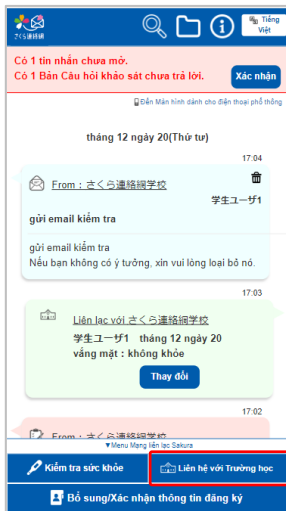 さくら連絡網
Tiếng
Việt
Có 1 tin nhắn chưa mở.
Có 1 Bản Câu hỏi khảo sát chưa trả lời.
Xác nhận
Đến Màn hình dành cho điện thoại phổ thông
tháng 12 ngày 20(Thứ tư)
17:04
From：さくら連絡網学校
学生ユーザ1
gửi email kiểm tra
gửi email kiểm tra
Nếu bạn không có ý tưởng, xin vui lòng loại bỏ nó.
17:03
Liên lạc với さくら連絡網学校
学生ユーザ1 tháng 12 ngày 20
vắng mặt：không khỏe
Thay đổi
17:02
From：さくら連絡網学校
▼Menu Mạng liên lạc Sakura
Kiểm tra sức khỏe
Liên hệ với Trường học
Bổ sung/Xác nhận thông tin đăng ký